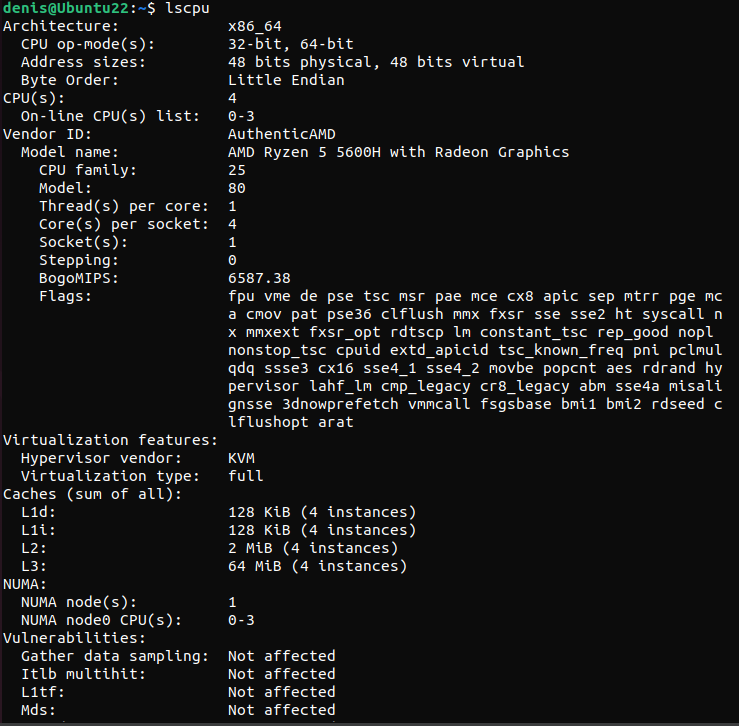 denis@Ubuntu22:~$ lscpu
Architecture: x86_64
CPU op-mode(s): 32-bit, 64-bit
Address sizes: 48 bits physical, 48 bits virtual
Byte Order: Little Endian
CPU(s): 4
On-line CPU(s) list: 0-3
Vendor ID: AuthenticAMD
Model name: AMD Ryzen 5 5600H with Radeon Graphics
CPU family: 25
Model: 80
Thread(s) per core: 1
Core(s) per socket: 4
Socket(s): 1
Stepping: 0
BogoMIPS: 6587.38
Flags: fpu vme de pse tsc msr pae mce cx8 apic sep mtrr pge mc
a cmov pat pse36 clflush mmx fxsr sse sse2 ht syscall n
x mmxext fxsr_opt rdtscp lm constant_tsc rep_good nopl
nonstop_tsc cpuid extd_apicid tsc_known_freq pni pclmul
qdq ssse3 cx16 sse4_1 sse4_2 movbe popcnt aes rdrand hy
pervisor lahf_lm cmp_legacy cr8_legacy abm sse4a misali
gnsse 3dnowprefetch vmmcall fsgsbase bmi1 bmi2 rdseed c
lflushopt arat
Virtualization features:
Hypervisor vendor: KVM
Virtualization type: full
Caches (sum of all):
L1d: 128 KiB (4 instances)
L1i: 128 KiB (4 instances)
L2: 2 MiB (4 instances)
L3: 64 MiB (4 instances)
NUMA:
NUMA node(s): 1
NUMA node0 CPU(s): 0-3
Vulnerabilities:
Gather data sampling: Not affected
Itlb multihit: Not affected
L1tf: Not affected
Mds: Not affected